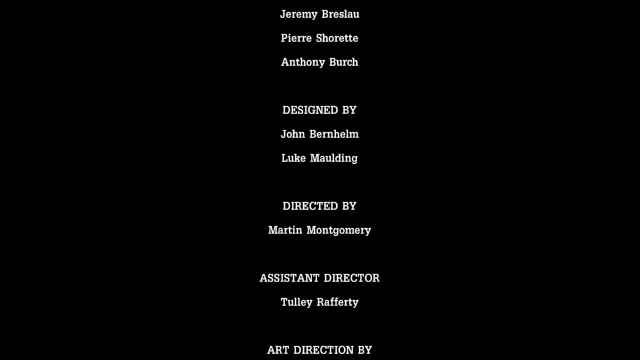 Jeremy Breslau
Pierre Shorette
Anthony Burch
DESIGNED BY
John Bernhelm
Luke Maulding
DIRECTED BY
Martin Montgomery
ASSISTANT DIRECTOR
Tulley Rafferty
ART DIRECTION BY